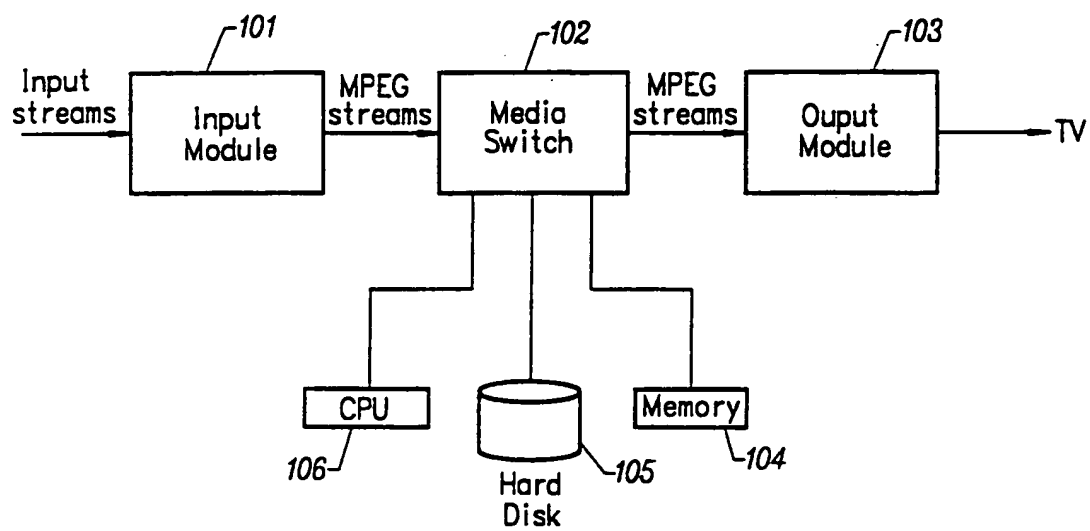 101
102
103
Input
streams
Input
Module
MPEG
streams
Media
Switch
MPEG
streams
Ouput
Module
TV
CPU
106
Hard
Disk
105
Memory
104